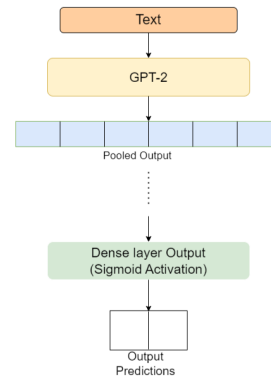 Text
GPT-2
Pooled Output
Dense layer Output
(Sigmoid Activation)
Output
Predictions